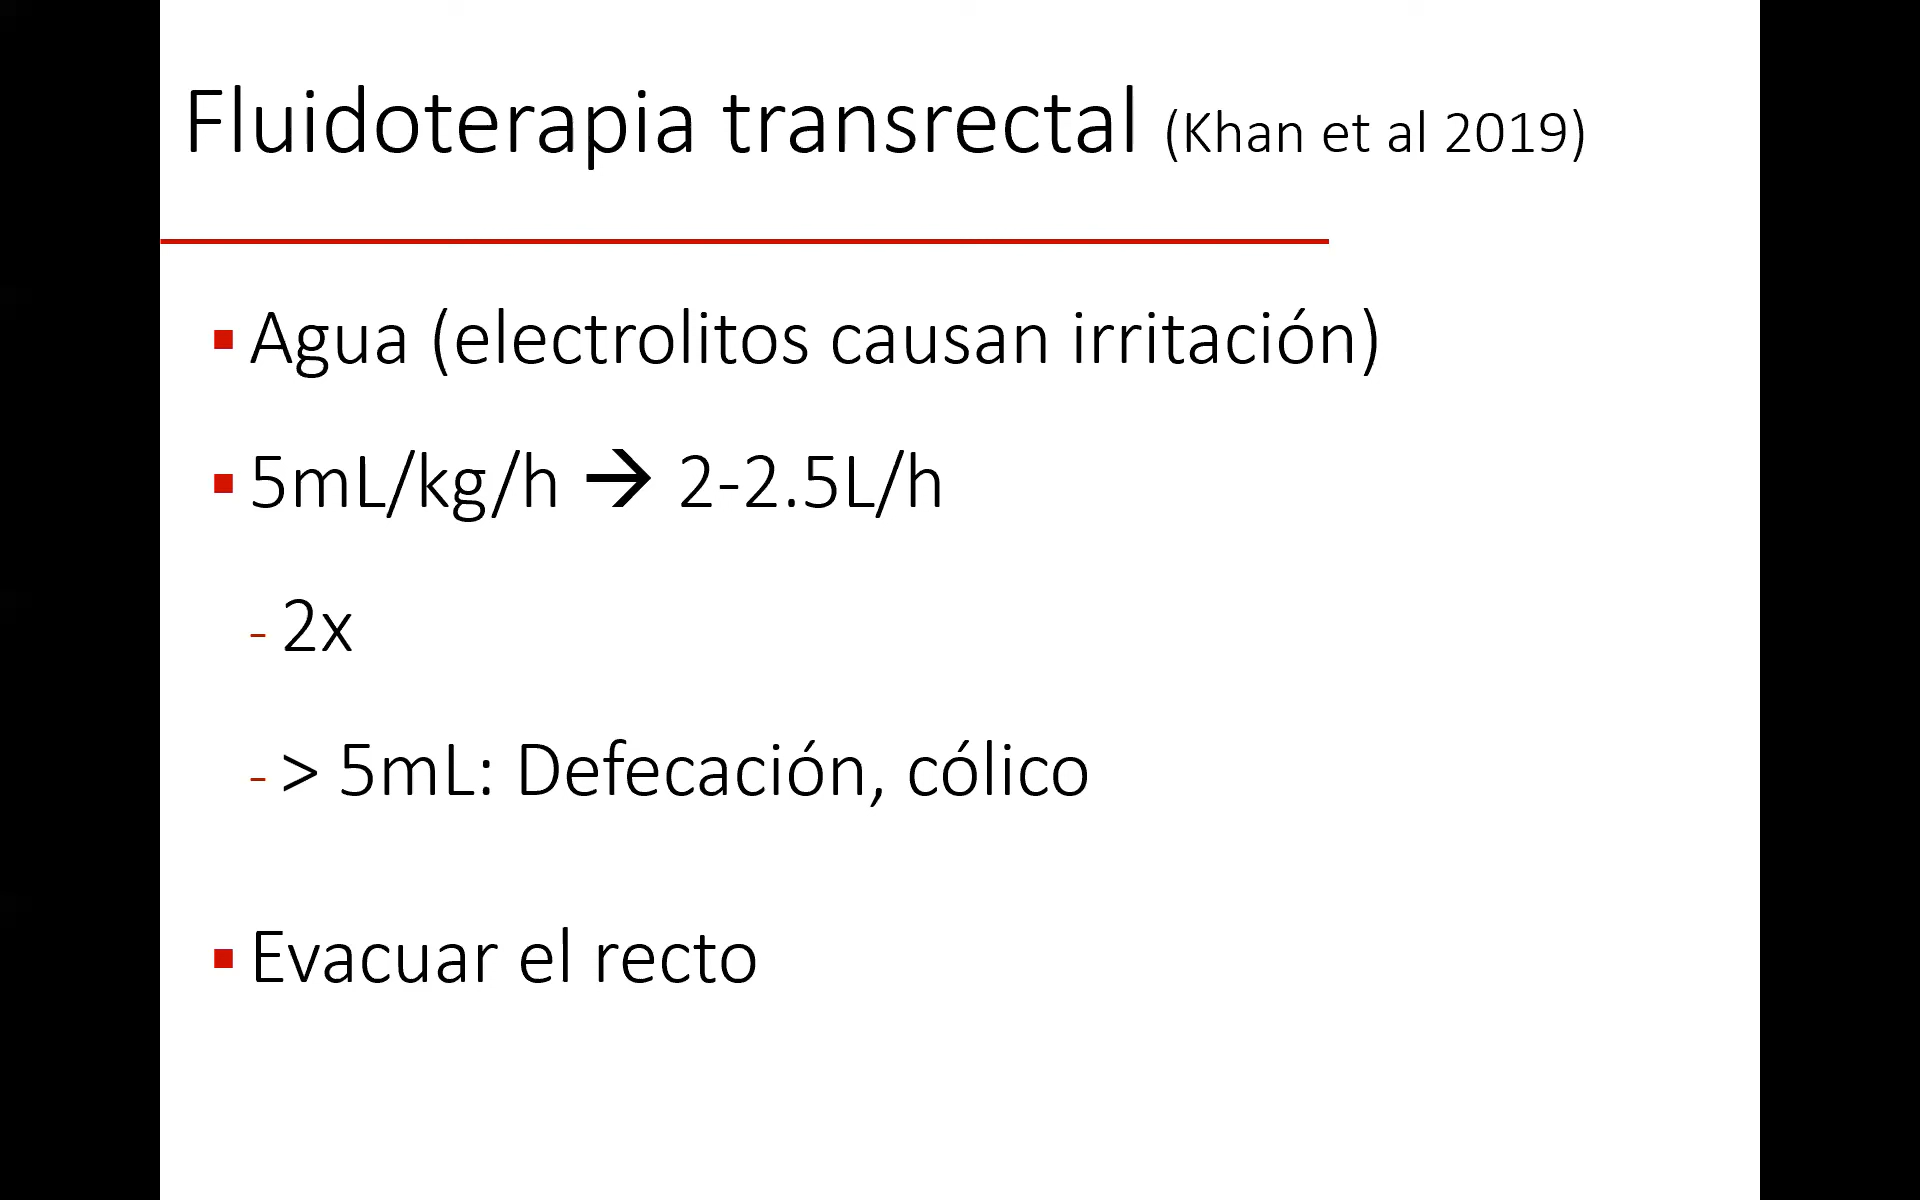 Fluidoterapia transrectal (Khan et al 2019)
▪ Agua (electrolitos causan irritación)
▪ 5mL/kg/h → 2-2.5L/h
- 2x
- > 5mL: Defecación, cólico
▪ Evacuar el recto